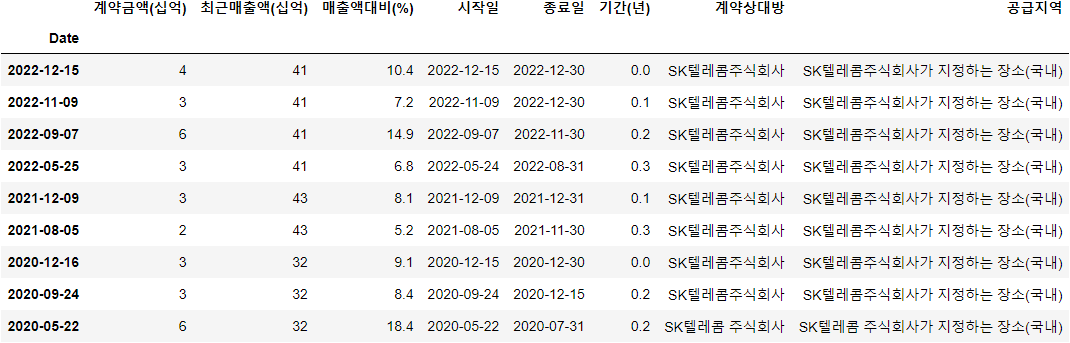 계약금액(십억) 최근매출액(십억) 매출액대비(%) 시작일 종료일 기간(년) 계약상대방 공급지역
Date
2022-12-15 4 41 10.4 2022-12-15 2022-12-30 0.0 SK텔레콤주식회사 SK텔레콤주식회사가 지정하는 장소(국내)
2022-11-09 3 41 7.2 2022-11-09 2022-12-30 0.1 SK텔레콤주식회사 SK텔레콤주식회사가 지정하는 장소(국내)
2022-09-07 6 41 14.9 2022-09-07 2022-11-30 0.2 SK텔레콤주식회사 SK텔레콤주식회사가 지정하는 장소(국내)
2022-05-25 3 41 6.8 2022-05-24 2022-08-31 0.3 SK텔레콤주식회사 SK텔레콤주식회사가 지정하는 장소(국내)
2021-12-09 3 43 8.1 2021-12-09 2021-12-31 0.1 SK텔레콤주식회사 SK텔레콤주식회사가 지정하는 장소(국내)
2021-08-05 2 43 5.2 2021-08-05 2021-11-30 0.3 SK텔레콤주식회사 SK텔레콤주식회사가 지정하는 장소(국내)
2020-12-16 3 32 9.1 2020-12-15 2020-12-30 0.0 SK텔레콤주식회사 SK텔레콤주식회사가 지정하는 장소(국내)
2020-09-24 3 32 8.4 2020-09-24 2020-12-15 0.2 SK텔레콤주식회사 SK텔레콤주식회사가 지정하는 장소(국내)
2020-05-22 6 32 18.4 2020-05-22 2020-07-31 0.2 SK텔레콤 주식회사 SK텔레콤 주식회사가 지정하는 장소(국내)